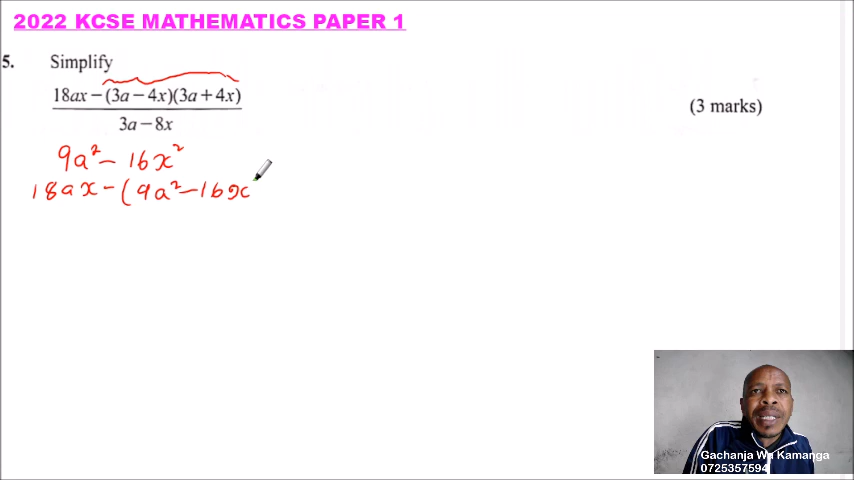 2022 KCSE MATHEMATICS PAPER 1
5. Simplify
18ax – (3a – 4x)(3a + 4x)
3a – 8x
(3 marks)
9a² – 16x²
18ax – (9a² – 16x
Gachanja Wa Kamanga
0725357594